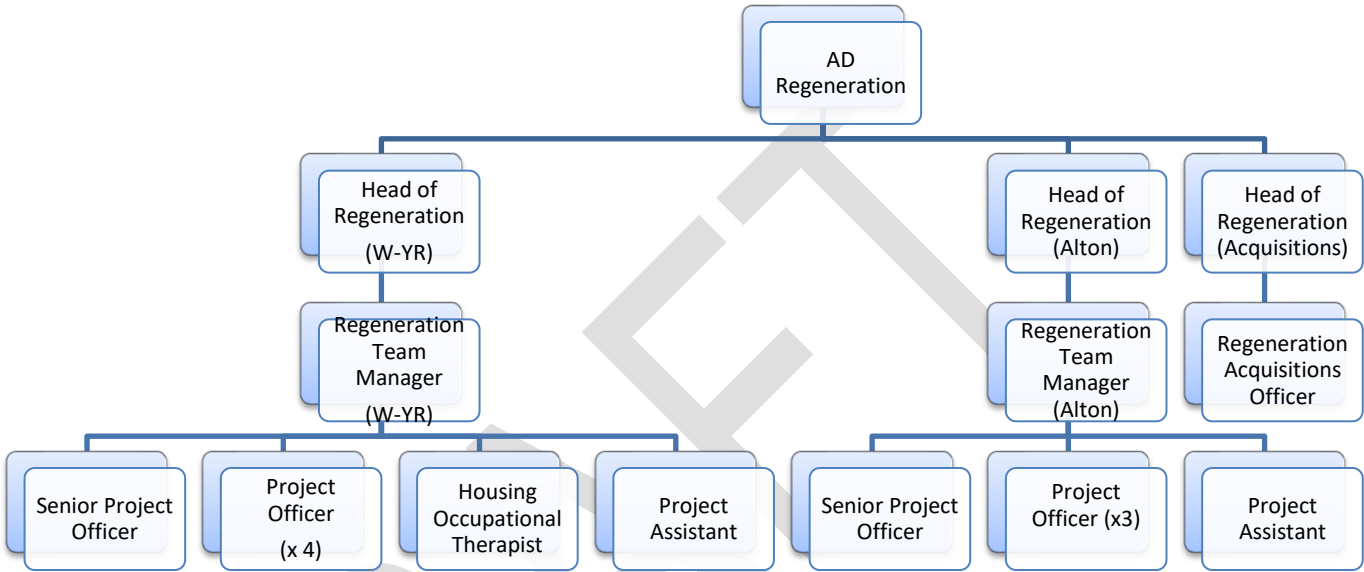 AD
Regeneration
Head of
Regeneration
(W-YR)
Head of
Regeneration
(Alton)
Head of
Regeneration
(Acquisitions)
Regeneration
Team
Manager
(W-YR)
Regeneration
Team
Manager
(Alton)
Regeneration
Acquisitions
Officer
Senior Project
Officer
Project
Officer
(x 4)
Housing
Occupational
Therapist
Project
Assistant
Senior Project
Officer
Project
Officer (x3)
Project
Assistant